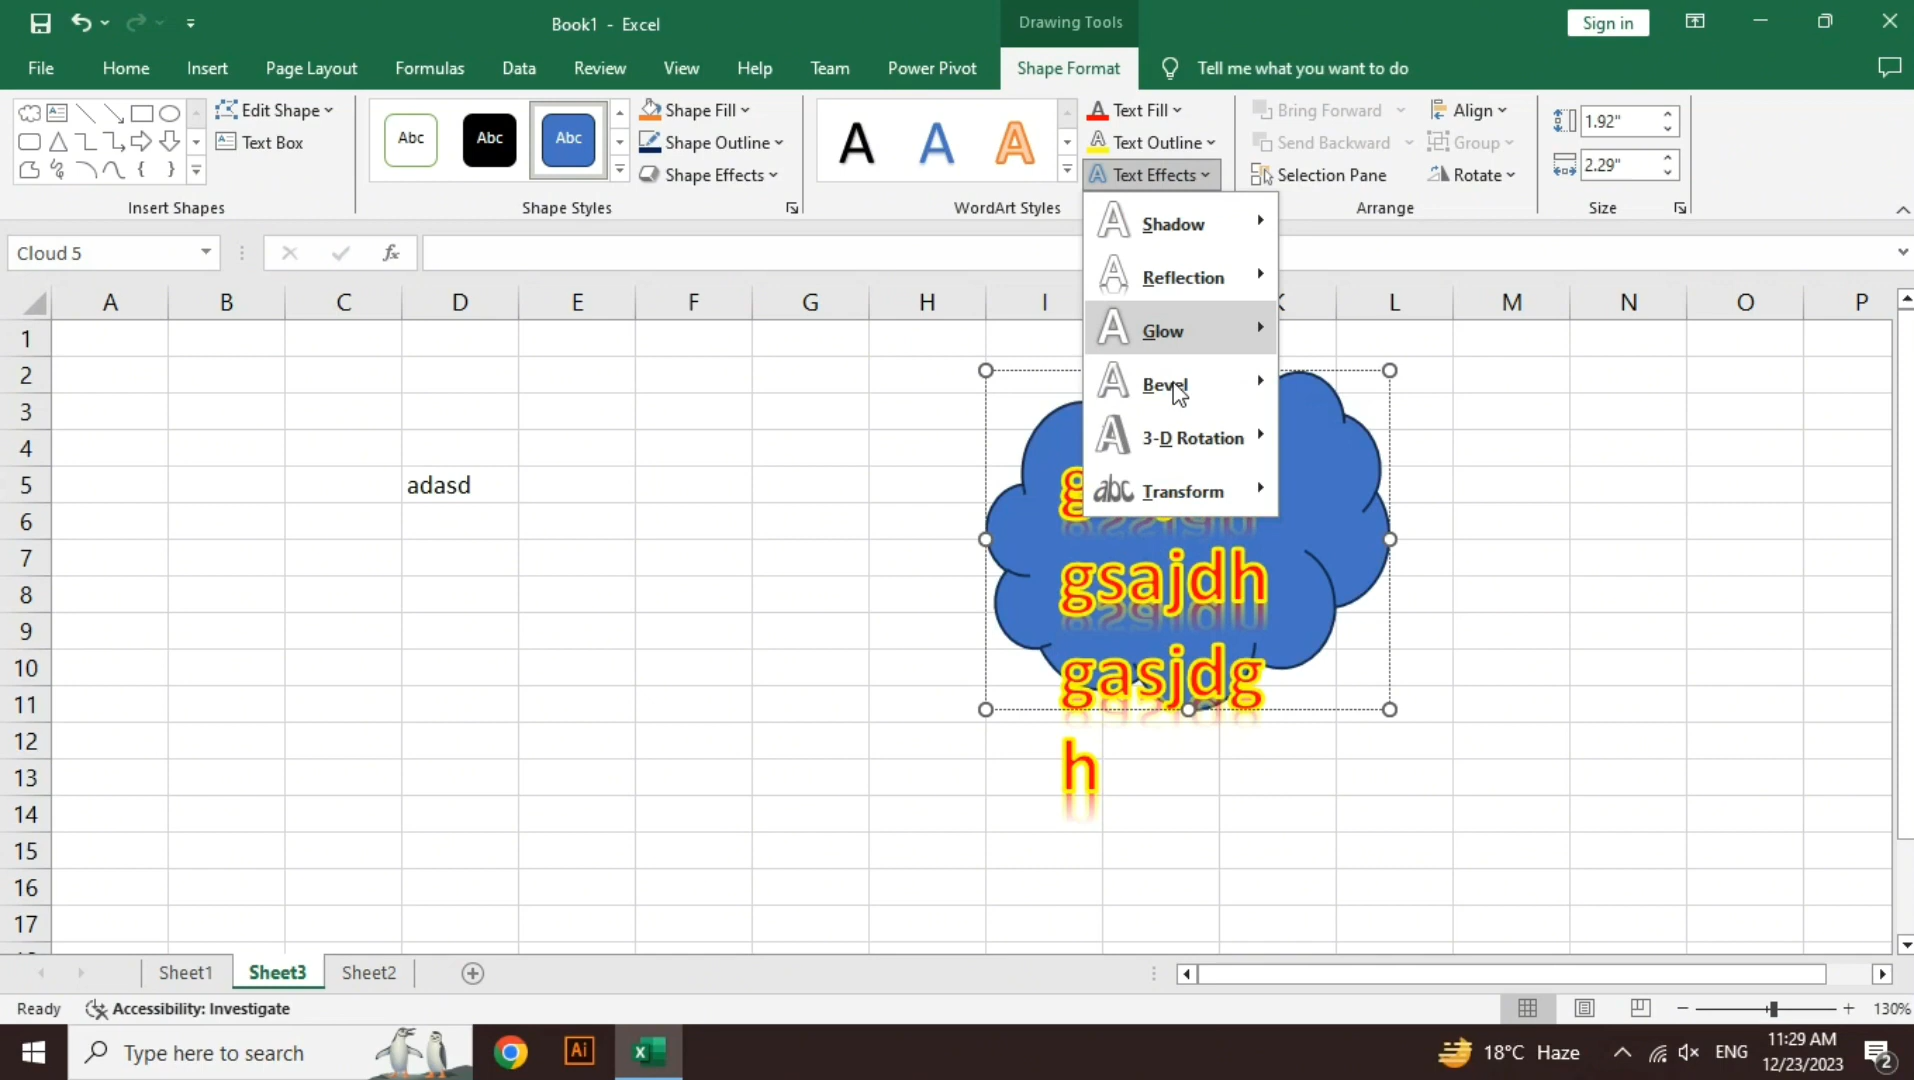 Book1 - Excel
Drawing Tools
Sign in
File Home Insert Page Layout Formulas Data Review View Help Team Power Pivot Shape Format Tell me what you want to do
Edit Shape
Text Box
Insert Shapes
Abc Abc Abc
Shape Fill
Shape Outline
Shape Effects
Shape Styles
A A A
Text Fill
Text Outline
Text Effects
WordArt Styles
Bring Forward
Send Backward
Selection Pane
Align
Group
Rotate
Arrange
1.92"
2.29"
Size
Shadow
Reflection
Glow
Bevel
3-D Rotation
Transform
Cloud 5
fx
A B C D E F G H I K L M N O P
1
2
3
4
5 adasd
6
7
8
9
10
11
12
13
14
15
16
17
gsajdh
gasjdg
h
Sheet1 Sheet3 Sheet2
Ready Accessibility: Investigate
130%
Type here to search
Ai
18°C Haze
ENG
11:29 AM
12/23/2023
2